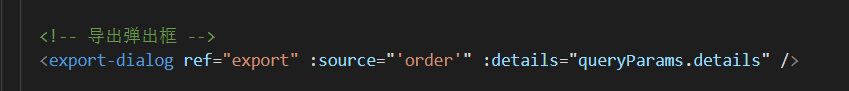 <!-- 导出弹出框 -->
<export-dialog ref="export" :source="'order'" :details="queryParams.details" />